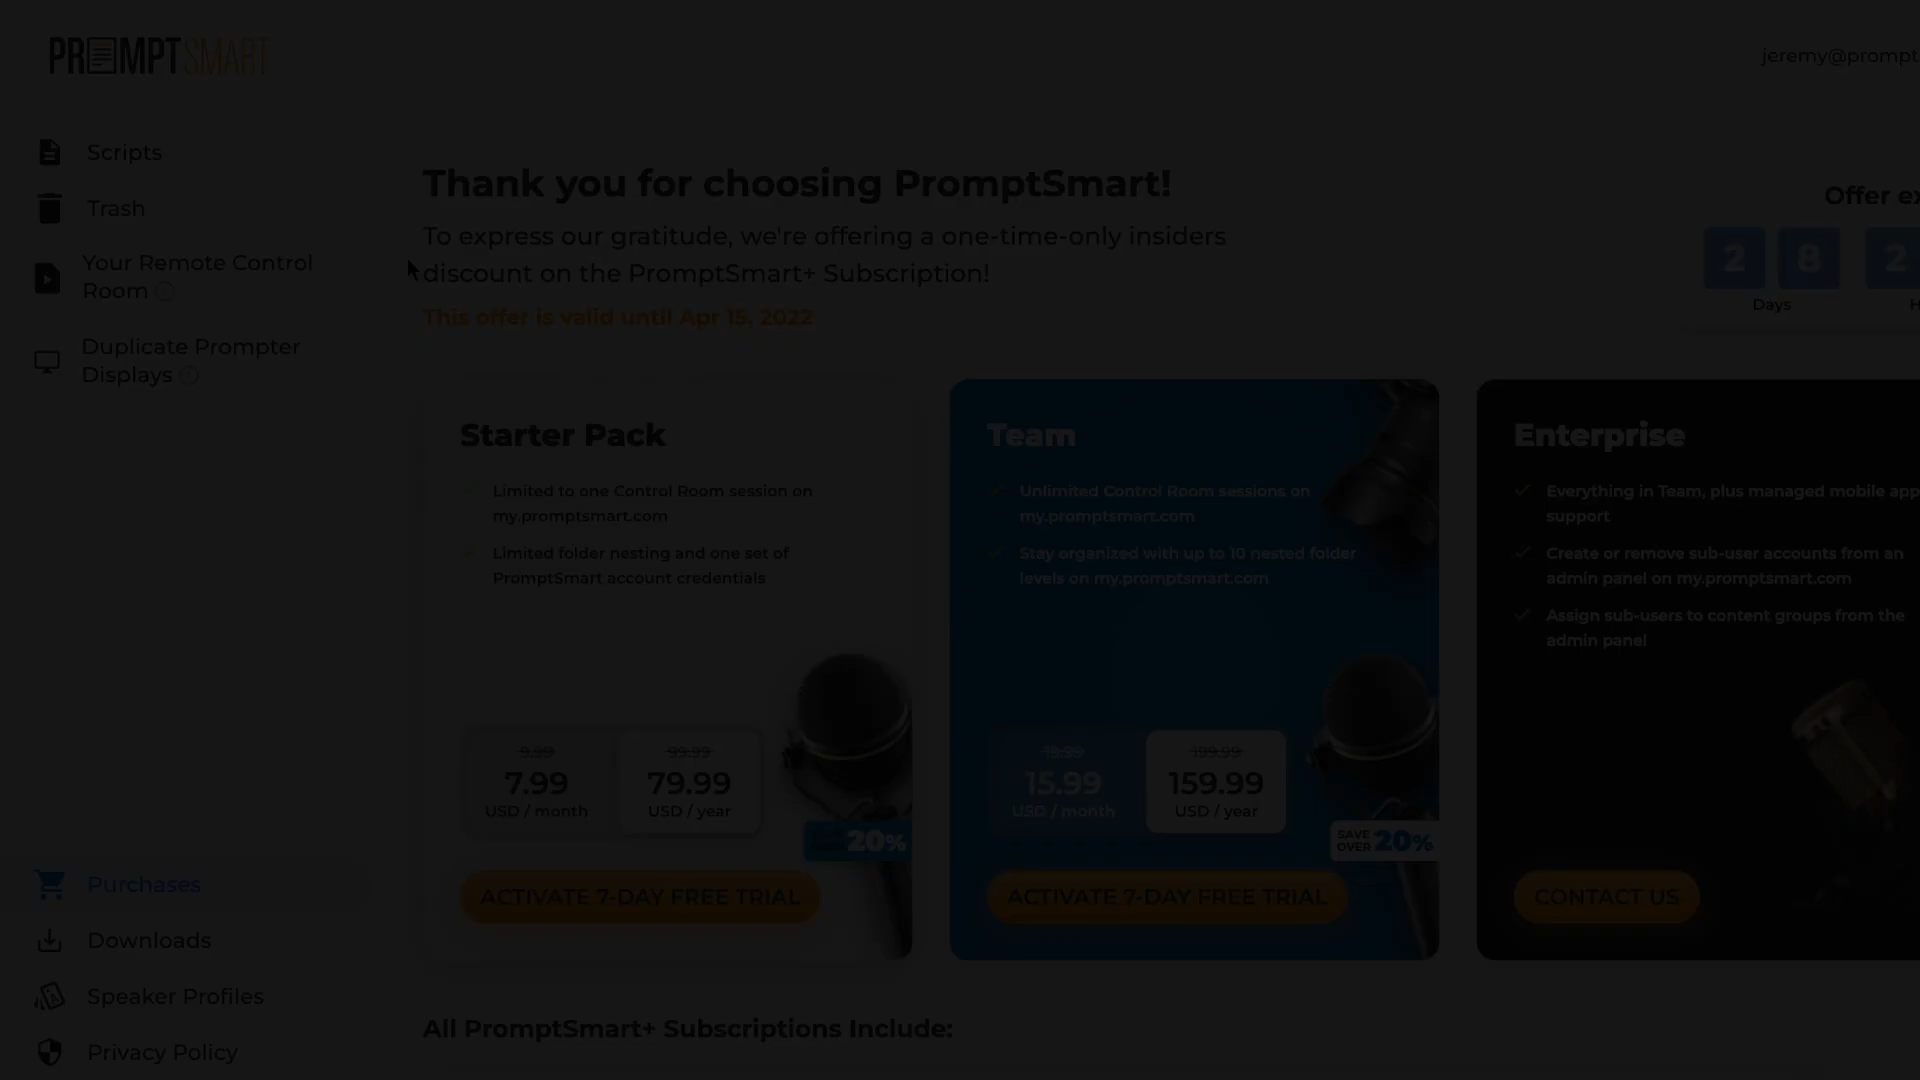 PROMPTSMART
jeremy@prompt
Scripts
Trash
Your Remote Control
Room
Duplicate Prompter
Displays
Thank you for choosing PromptSmart!
To express our gratitude, we're offering a one-time-only insiders
discount on the PromptSmart+ Subscription!
This offer is valid until Apr 15, 2022
Offer ex
2 8 2
Days H
Starter Pack
Limited to one Control Room session on
my.promptsmart.com
Limited folder nesting and one set of
PromptSmart account credentials
9.99
7.99
USD / month
99.99
79.99
USD / year
20%
ACTIVATE 7-DAY FREE TRIAL
Team
Unlimited Control Room sessions on
my.promptsmart.com
Stay organized with up to 10 nested folder
levels on my.promptsmart.com
19.99
15.99
USD / month
199.99
159.99
USD / year
SAVE
OVER 20%
ACTIVATE 7-DAY FREE TRIAL
Enterprise
Everything in Team, plus managed mobile app
support
Create or remove sub-user accounts from an
admin panel on my.promptsmart.com
Assign sub-users to content groups from the
admin panel
CONTACT US
Purchases
Downloads
Speaker Profiles
Privacy Policy
All PromptSmart+ Subscriptions Include: